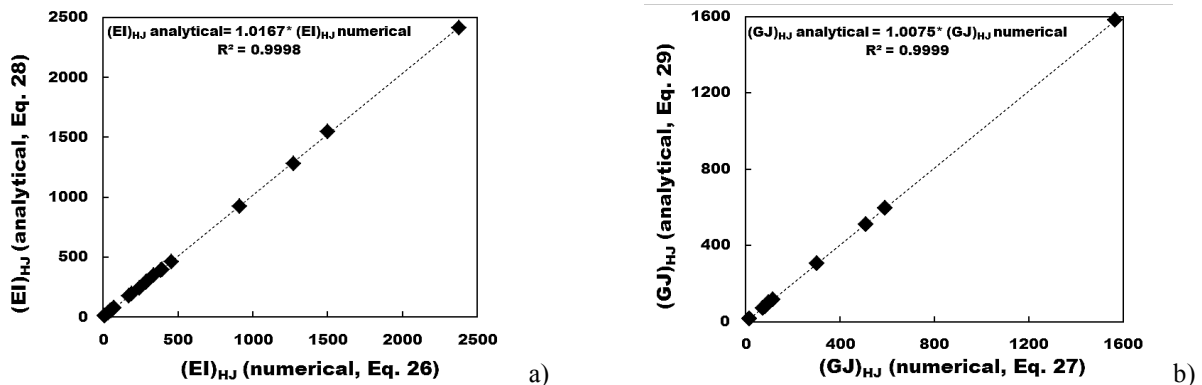 2500
2000
1500
1000
500
0
(EI)HJ analytical= 1.0167* (EI)HJ numerical
R² = 0.9998
(EI)HJ (analytical, Eq. 28)
0 500 1000 1500 2000 2500
(EI)HJ (numerical, Eq. 26)
a)
1600
1200
800
400
0
(GJ)HJ analytical = 1.0075* (GJ)HJ numerical
R² = 0.9999
(GJ)HJ (analytical, Eq. 29)
0 400 800 1200 1600
(GJ)HJ (numerical, Eq. 27)
b)